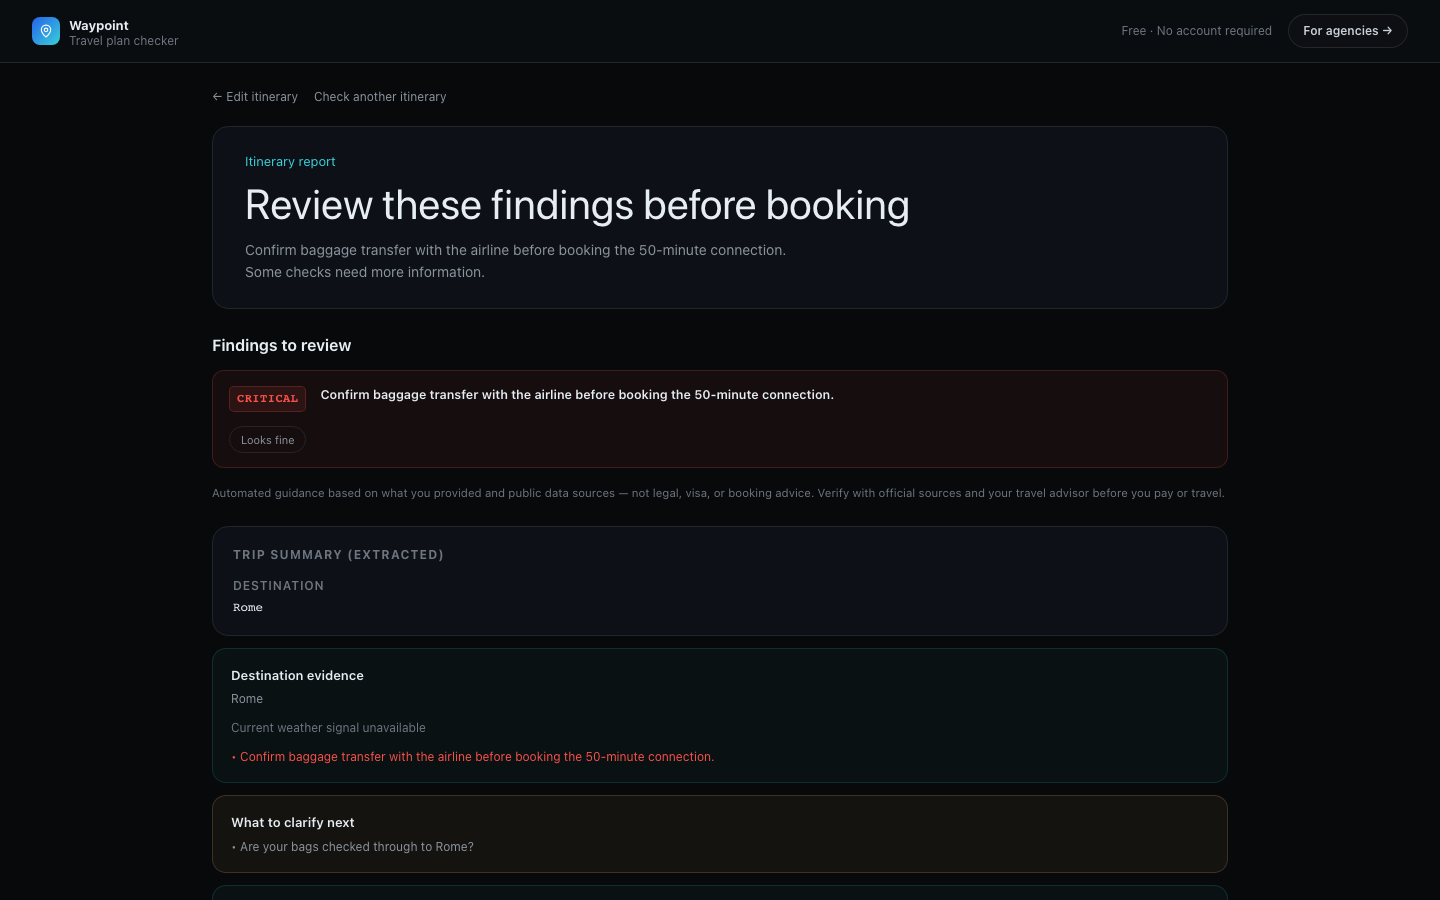 Waypoint
Travel plan checker
Free · No account required
For agencies →
← Edit itinerary
Check another itinerary
Itinerary report
Review these findings before booking
Confirm baggage transfer with the airline before booking the 50-minute connection.
Some checks need more information.
Findings to review
CRITICAL
Confirm baggage transfer with the airline before booking the 50-minute connection.
Looks fine
Automated guidance based on what you provided and public data sources — not legal, visa, or booking advice. Verify with official sources and your travel advisor before you pay or travel.
TRIP SUMMARY (EXTRACTED)
DESTINATION
Rome
Destination evidence
Rome
Current weather signal unavailable
• Confirm baggage transfer with the airline before booking the 50-minute connection.
What to clarify next
• Are your bags checked through to Rome?